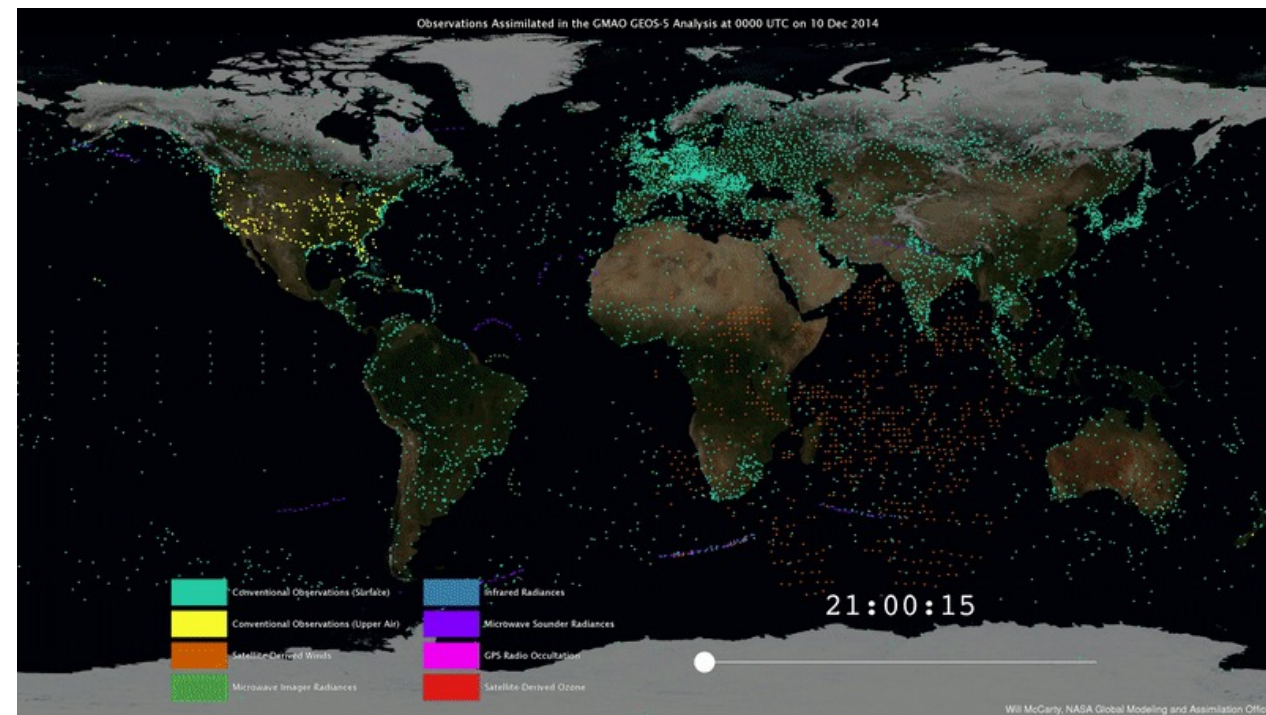 Observations Assimilated in the GMAO GEOS-5 Analysis at 0000 UTC on 10 Dec 2014
Conventional Observations (Surface)
Conventional Observations (Upper Air)
Satellite-Derived Winds
Microwave Imager Radiances
Infrared Radiances
Microwave Sounder Radiances
GPS Radio Occultation
Satellite-Derived Ozone
21:00:15
Will McCarty, NASA Global Modeling and Assimilation Offic